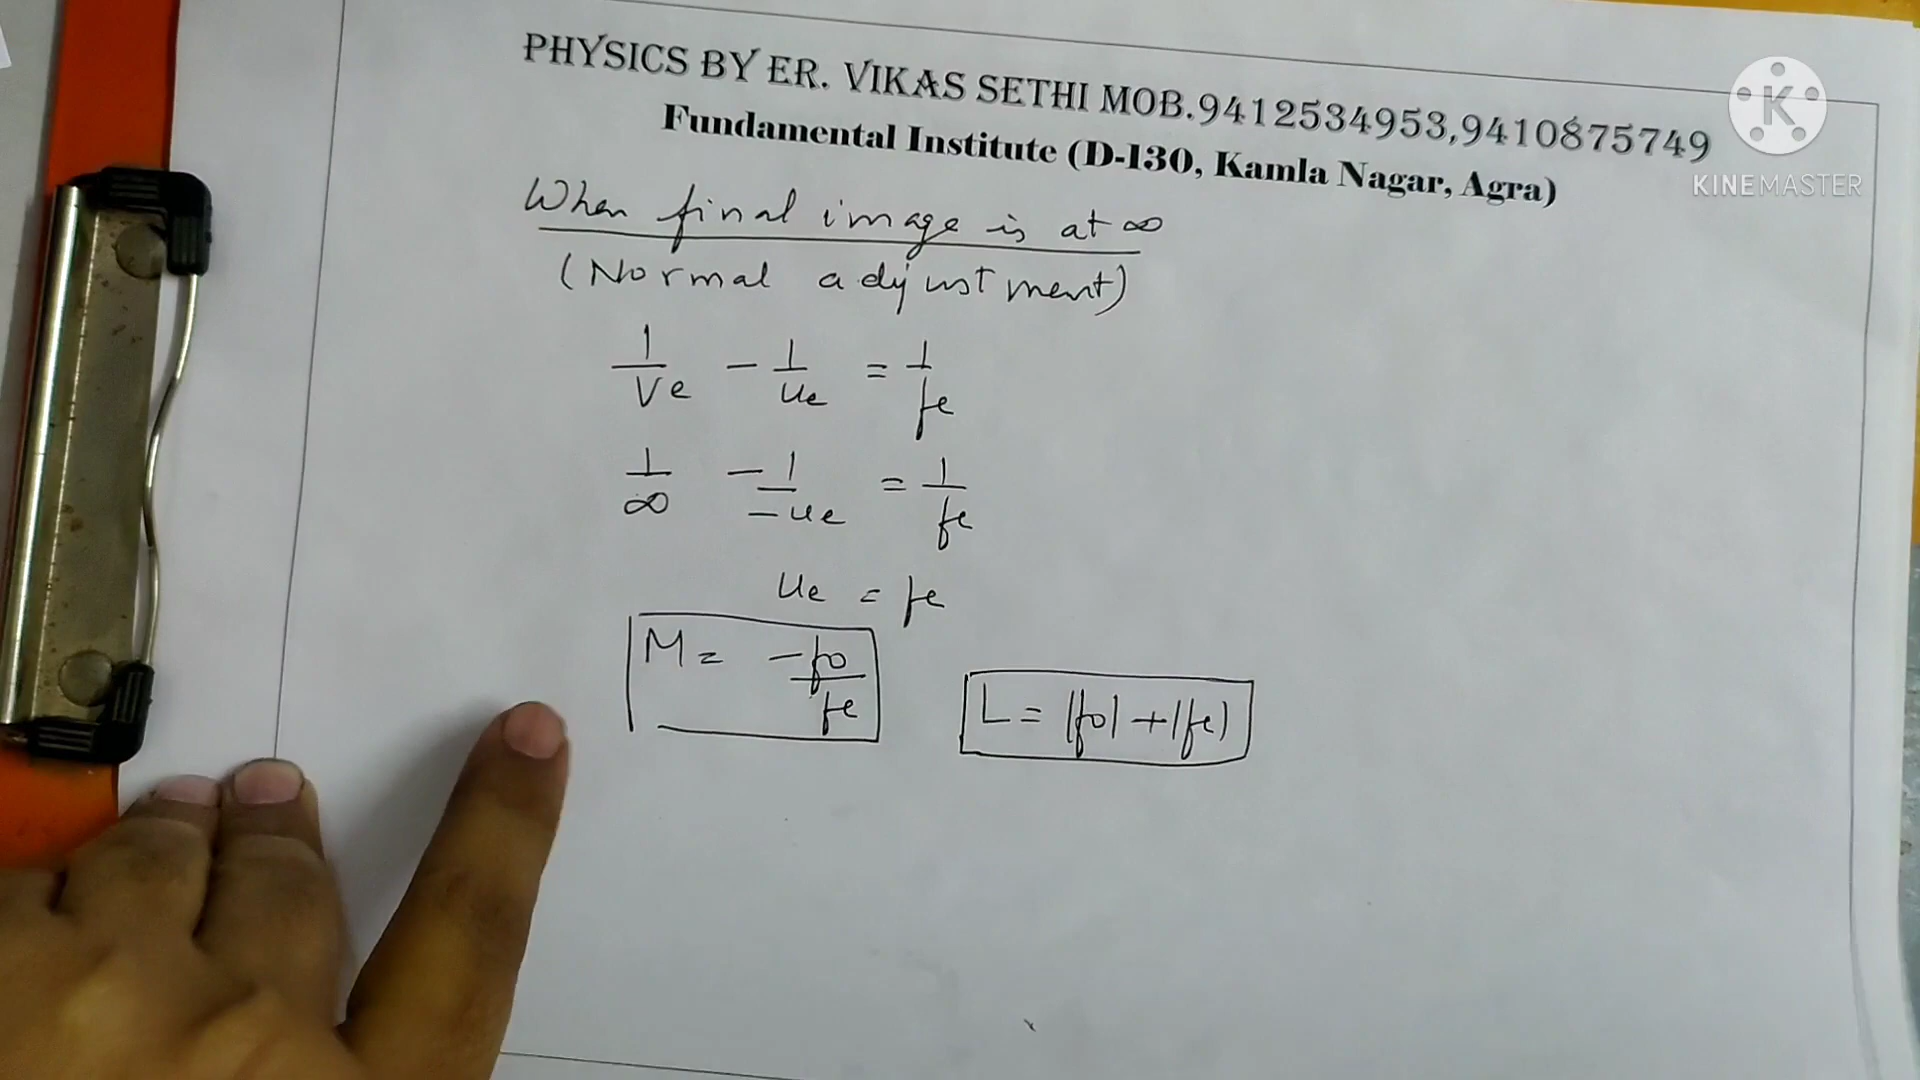 PHYSICS BY ER. VIKAS SETHI MOB.9412534953,9410875749
Fundamental Institute (D-130, Kamla Nagar, Agra)
K
KINEMASTER
When final image is at ∞
(Normal adjustment)
1/Ve - 1/ue = 1/fe
1/∞ - 1/-ue = 1/fe
ue = fe
M = -fo/fe
L = |fo| + |fe|